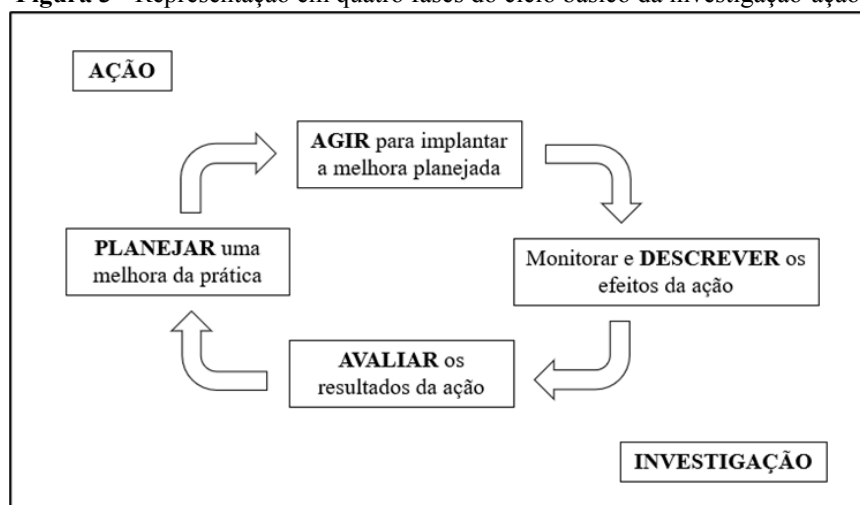 Figura 3 - Representação em quatro fases do ciclo básico da investigação-ação
AÇÃO
AGIR para implantar
a melhora planejada
PLANEJAR uma
melhora da prática
Monitorar e DESCREVER os
efeitos da ação
AVALIAR os
resultados da ação
INVESTIGAÇÃO